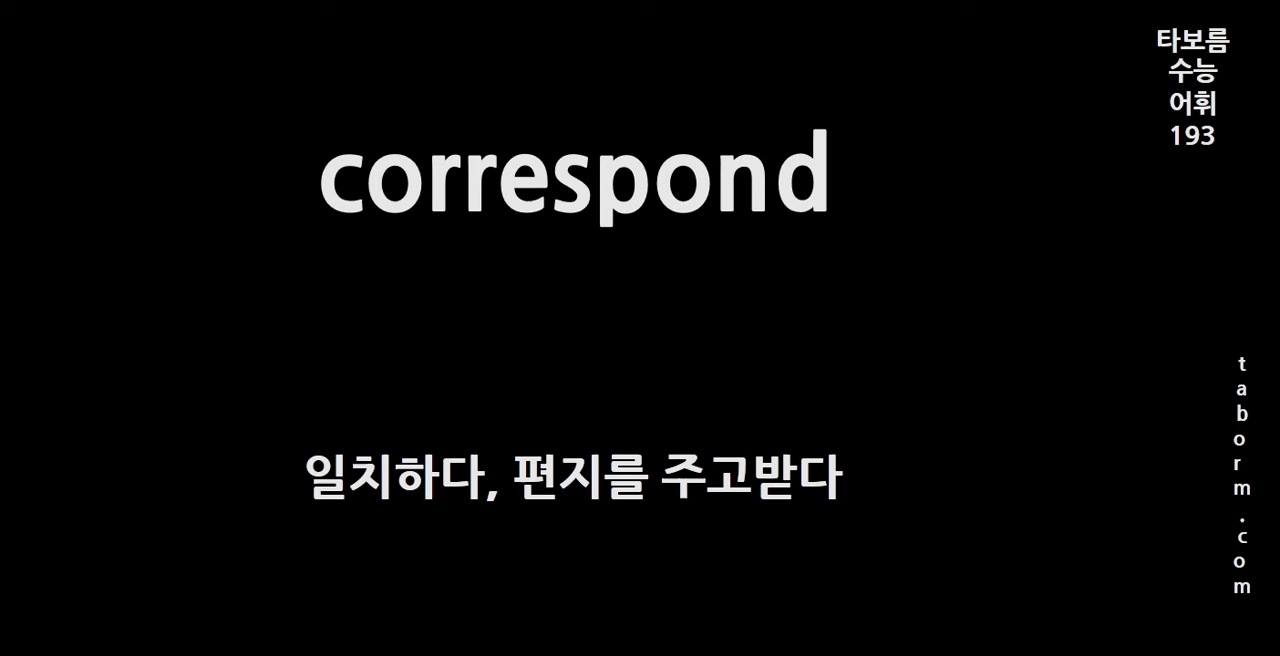 correspond
일치하다, 편지를 주고받다
타보름
수능
어휘
193
taborm.com